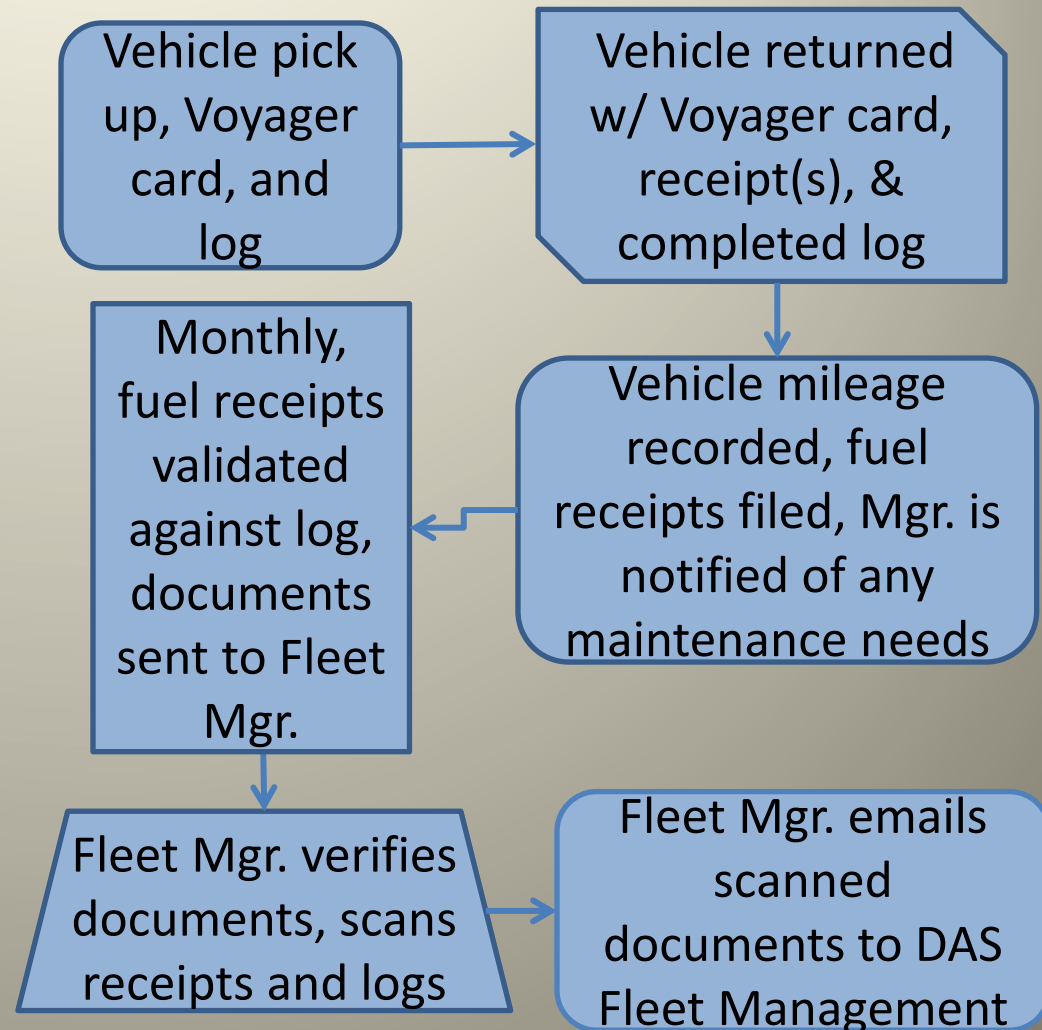 Vehicle pick
up, Voyager
card, and
log
Vehicle returned
w/ Voyager card,
receipt(s), &
completed log
Vehicle mileage
recorded, fuel
receipts filed, Mgr. is
notified of any
maintenance needs
Monthly,
fuel receipts
validated
against log,
documents
sent to Fleet
Mgr.
Fleet Mgr. verifies
documents, scans
receipts and logs
Fleet Mgr. emails
scanned
documents to DAS
Fleet Management